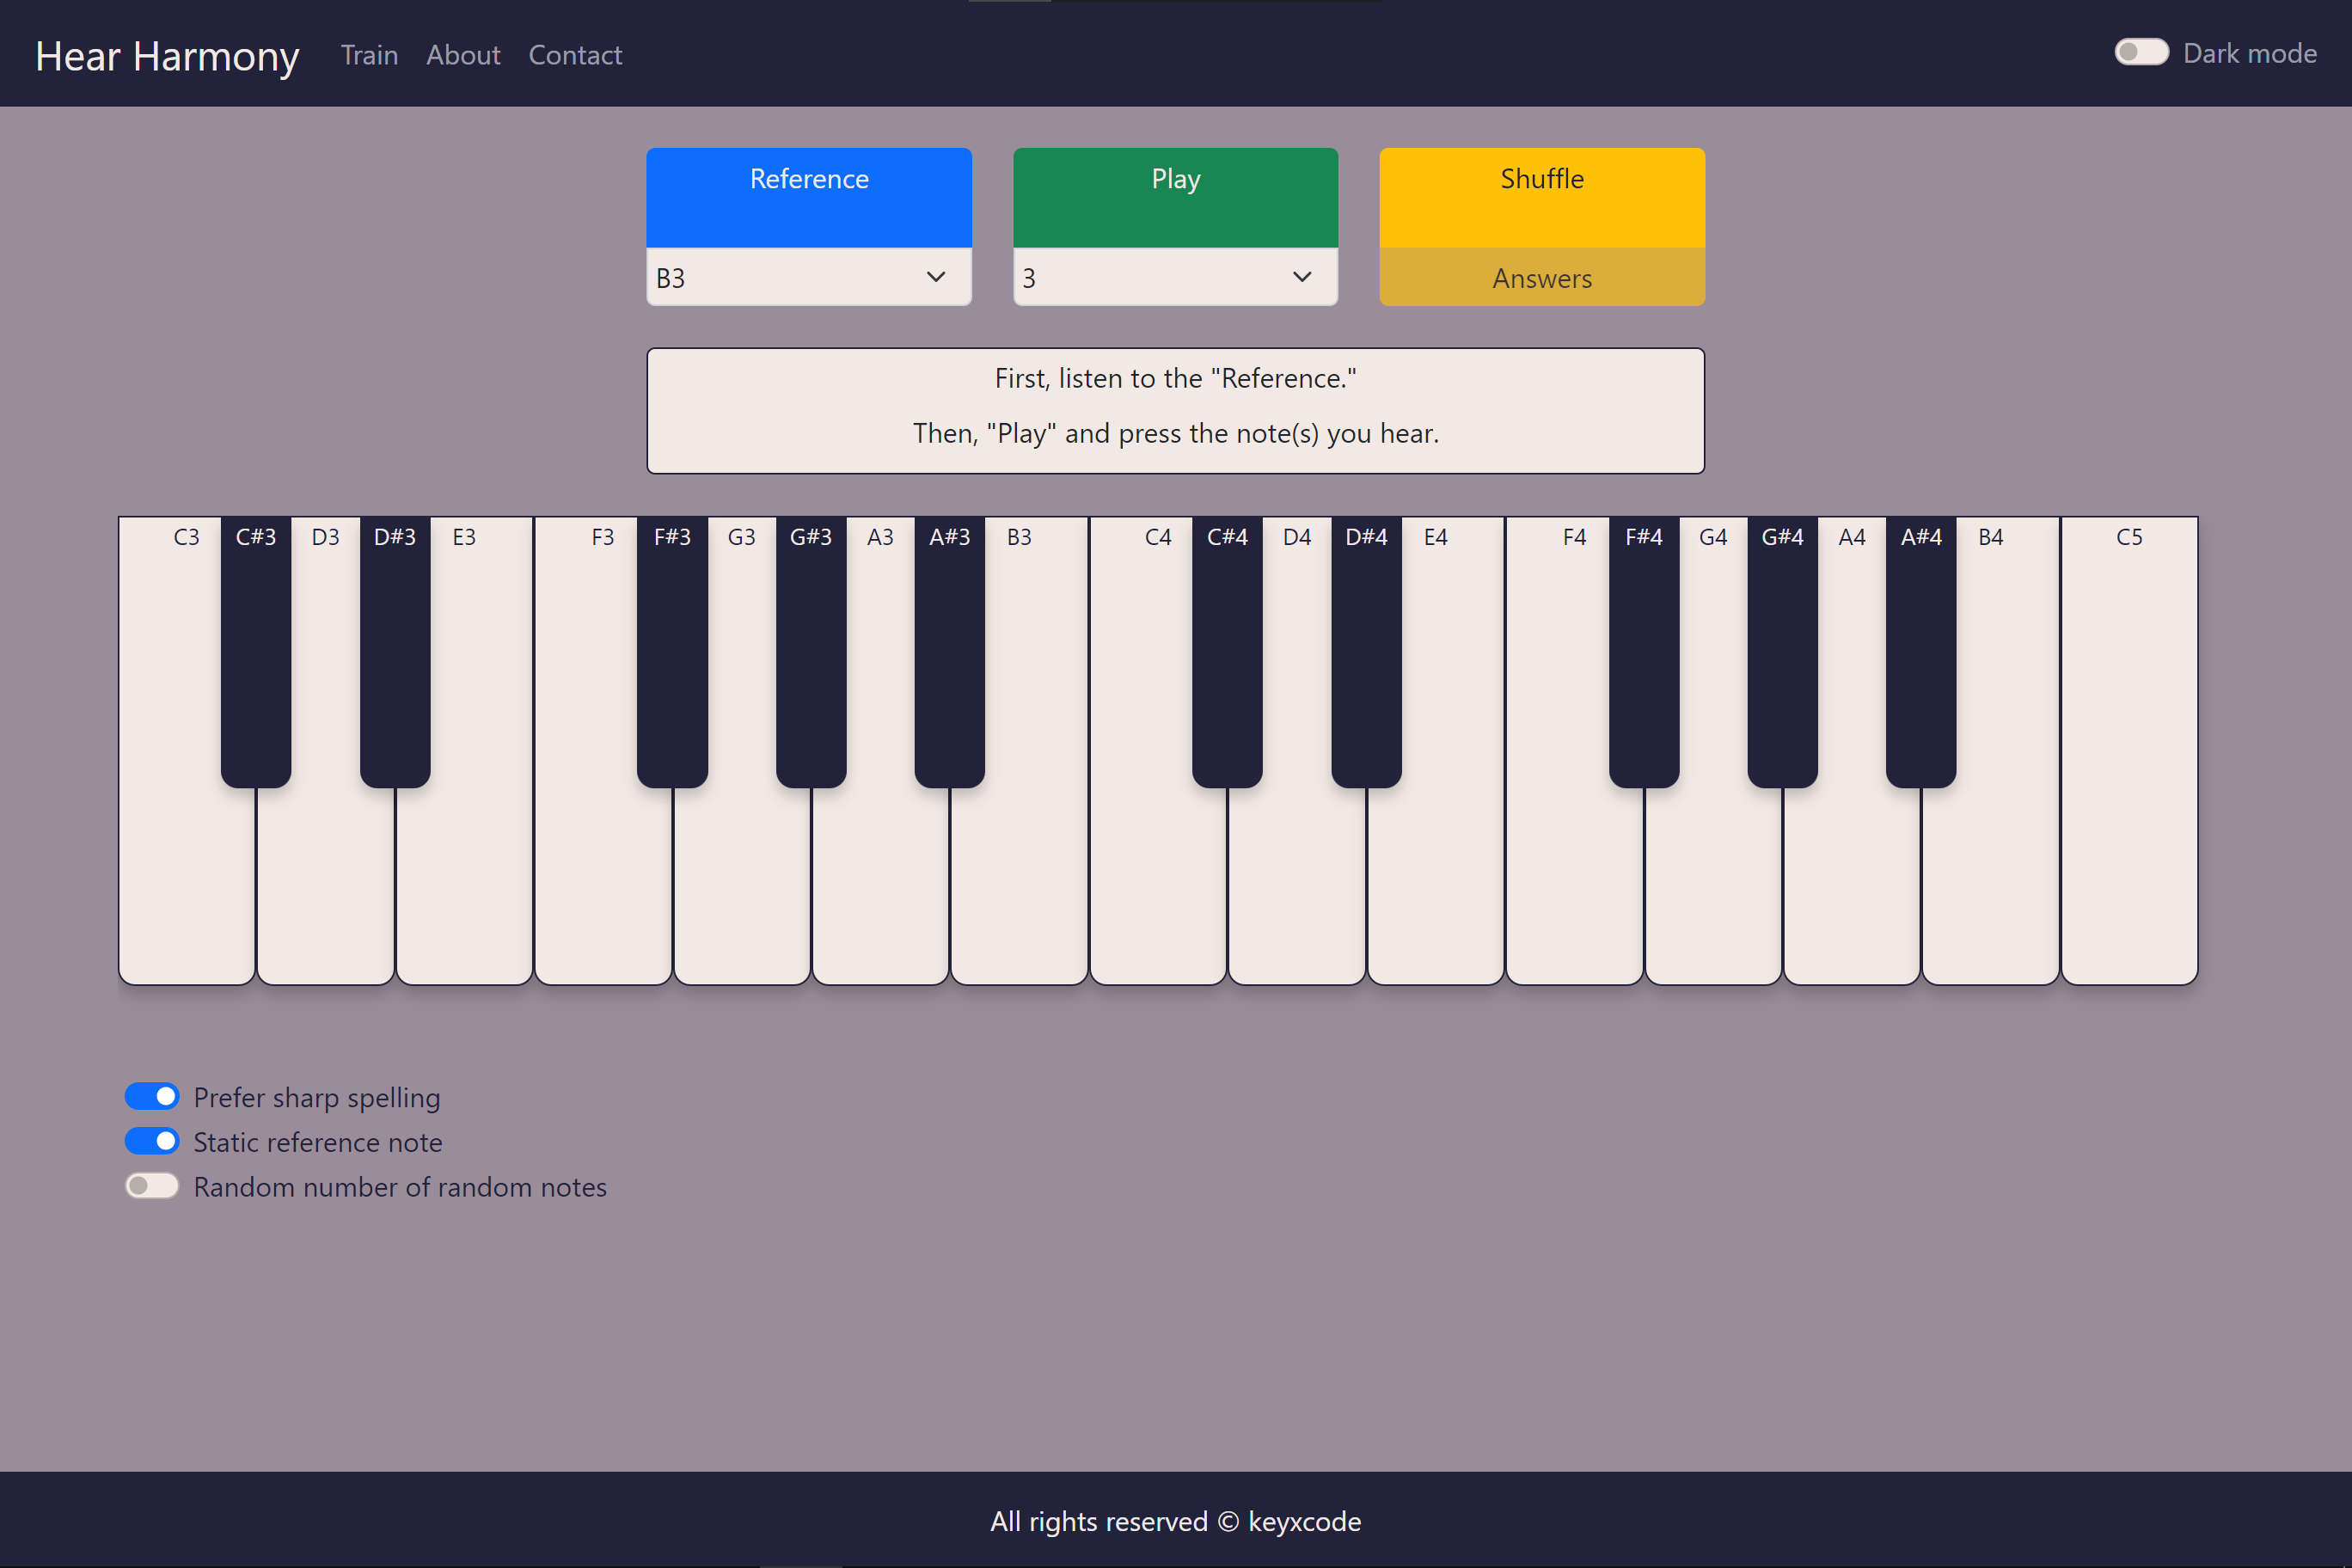 Hear Harmony Train About Contact Dark mode
Reference Play Shuffle
B3 3 Answers
First, listen to the "Reference."
Then, "Play" and press the note(s) you hear.
C3 C#3 D3 D#3 E3 F3 F#3 G3 G#3 A3 A#3 B3 C4 C#4 D4 D#4 E4 F4 F#4 G4 G#4 A4 A#4 B4 C5
Prefer sharp spelling
Static reference note
Random number of random notes
All rights reserved © keyxcode